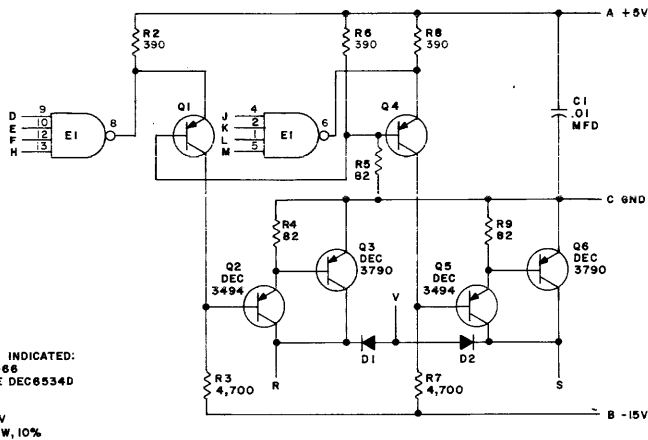 A +5V
R2
390
R6
390
R8
390
C1
.01
MFD
D 9
E 10
F 12
H 13
E1
8
Q1
J 4
K 2
L 1
M 5
E1
6
Q4
R5
82
C GND
R4
82
Q3
DEC
3790
R9
82
Q6
DEC
3790
Q2
DEC
3494
V
Q5
DEC
3494
D1
D2
R
S
R3
4,700
R7
4,700
B -15V
INDICATED:
66
E DEC6534D
V
W, 10%